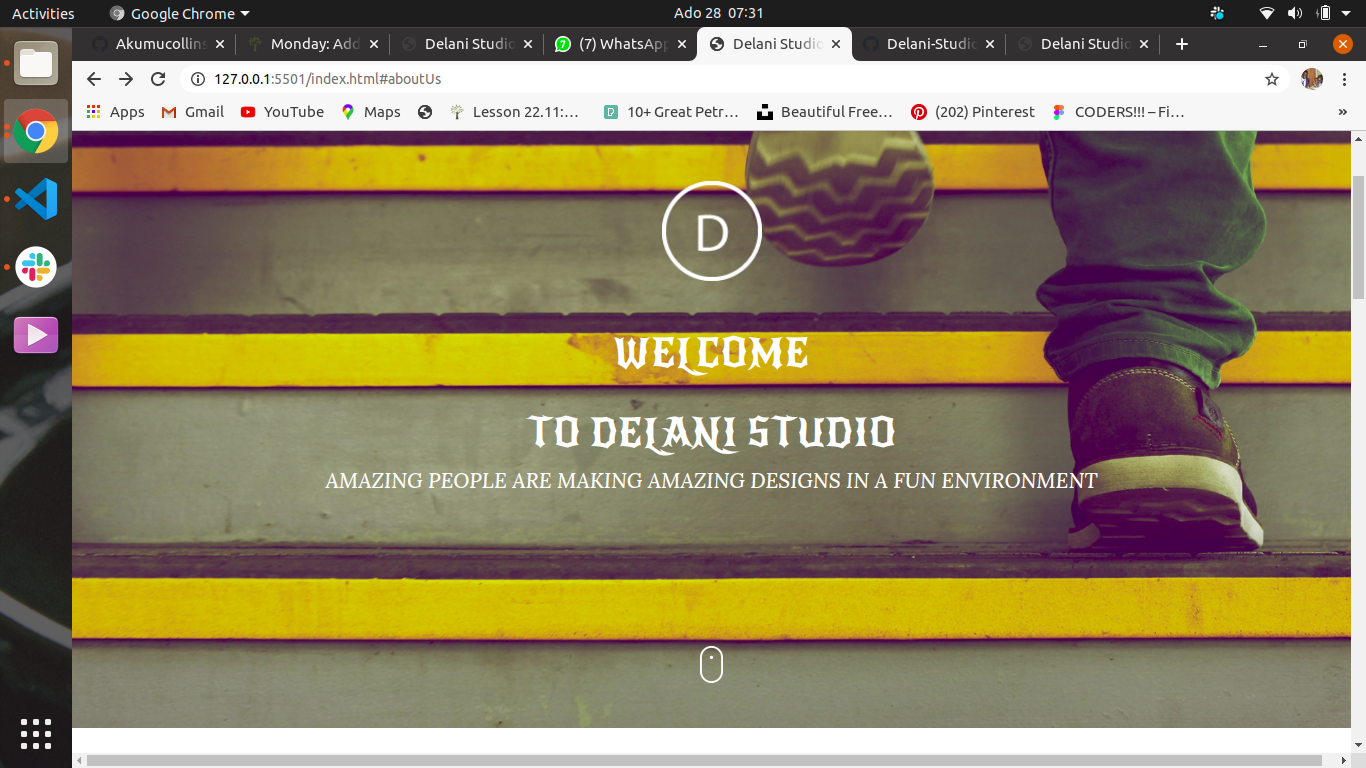 Activities
Google Chrome
Ado 28 07:31
Akumucollins
Monday: Add
Delani Studio
(7) WhatsApp
Delani Studio
Delani-Studio
Delani Studio
127.0.0.1:5501/index.html#aboutUs
Apps
Gmail
YouTube
Maps
Lesson 22.11:...
10+ Great Petr...
Beautiful Free...
(202) Pinterest
CODERS!!! – Fi...
»
D
WELCOME
TO DELANI STUDIO
AMAZING PEOPLE ARE MAKING AMAZING DESIGNS IN A FUN ENVIRONMENT